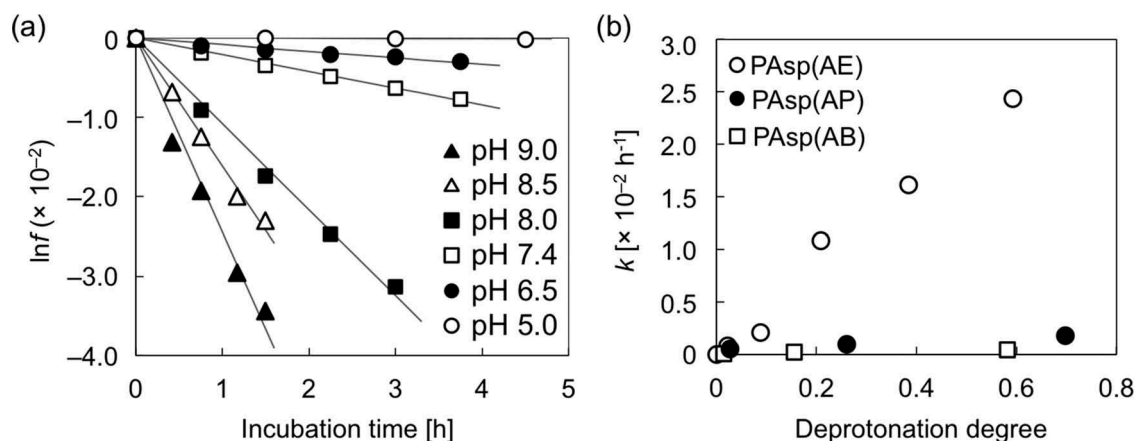 (a)
0
–1.0
–2.0
–3.0
–4.0
lnf (× 10⁻²)
▲ pH 9.0
△ pH 8.5
■ pH 8.0
□ pH 7.4
● pH 6.5
○ pH 5.0
0 1 2 3 4 5
Incubation time [h]
(b)
3.0
2.5
2.0
1.5
1.0
0.5
0
k [× 10⁻² h⁻¹]
○ PAsp(AE)
● PAsp(AP)
□ PAsp(AB)
0 0.2 0.4 0.6 0.8
Deprotonation degree